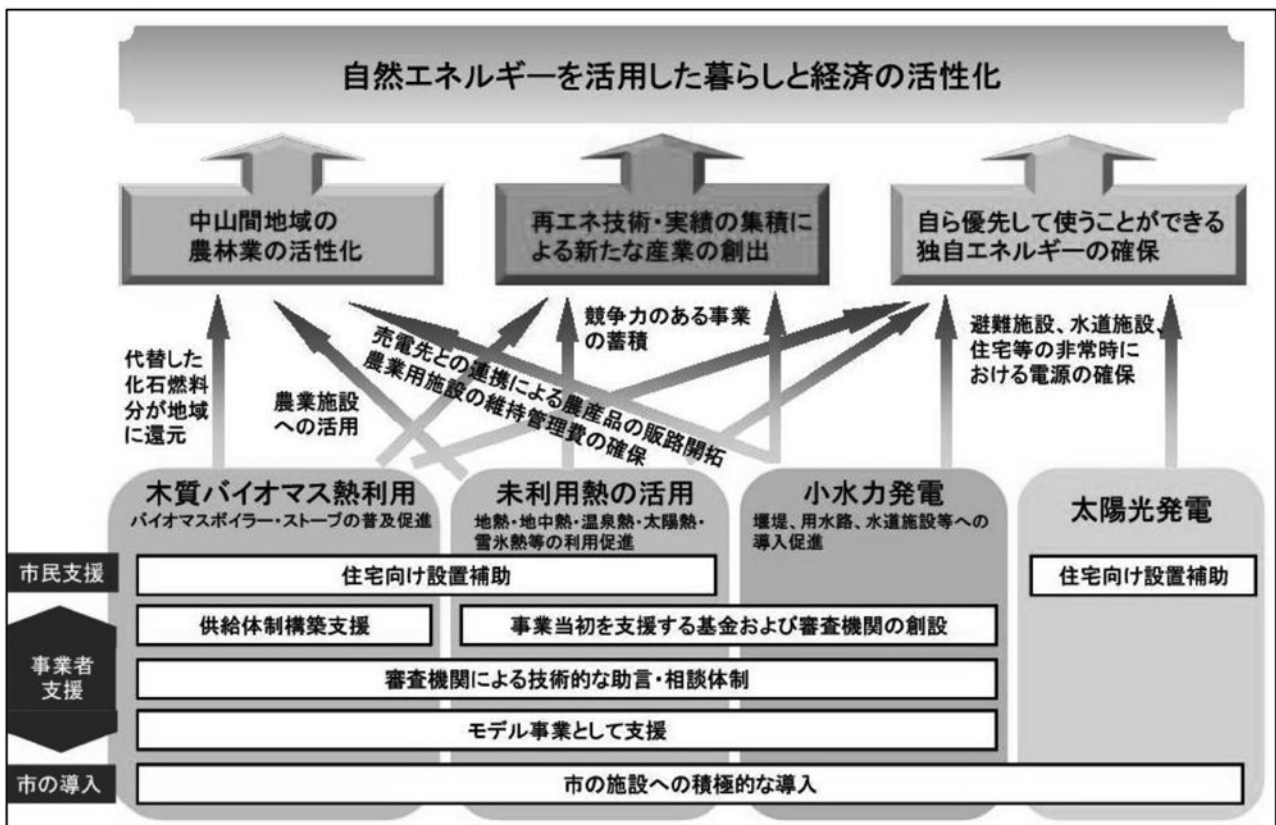 自然エネルギーを活用した暮らしと経済の活性化
中山間地域の
農林業の活性化
再エネ技術・実績の集積に
よる新たな産業の創出
自ら優先して使うことができる
独自エネルギーの確保
代替した
化石燃料
分が地域
に還元
農業施設
への活用
売電先との連携による農産品の販路開拓
農業用施設の維持管理費の確保
競争力のある事業
の蓄積
避難施設、水道施設、
住宅等の非常時に
おける電源の確保
木質バイオマス熱利用
バイオマスボイラー・ストーブの普及促進
未利用熱の活用
地熱・地中熱・温泉熱・太陽熱・
雪氷熱等の利用促進
小水力発電
堰堤、用水路、水道施設等への
導入促進
太陽光発電
市民支援
住宅向け設置補助
住宅向け設置補助
事業者
支援
供給体制構築支援
事業当初を支援する基金および審査機関の創設
審査機関による技術的な助言・相談体制
モデル事業として支援
市の導入
市の施設への積極的な導入